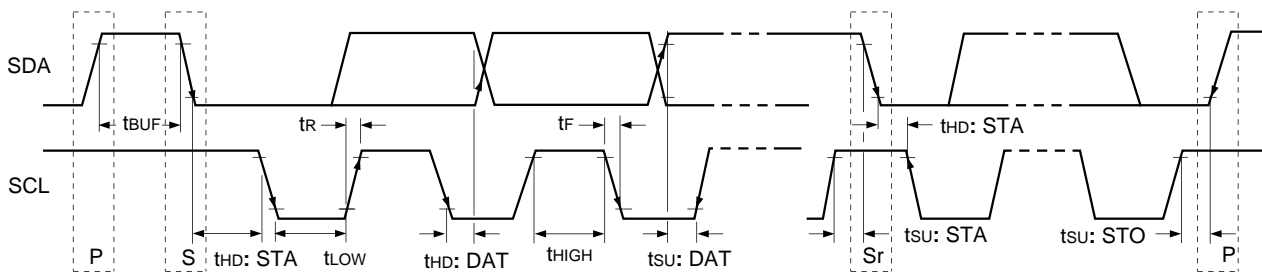 SDA
tBUF
tR
tF
tHD: STA
SCL
P
S
tHD: STA
tLOW
tHD: DAT
tHIGH
tSU: DAT
Sr
tSU: STA
tSU: STO
P